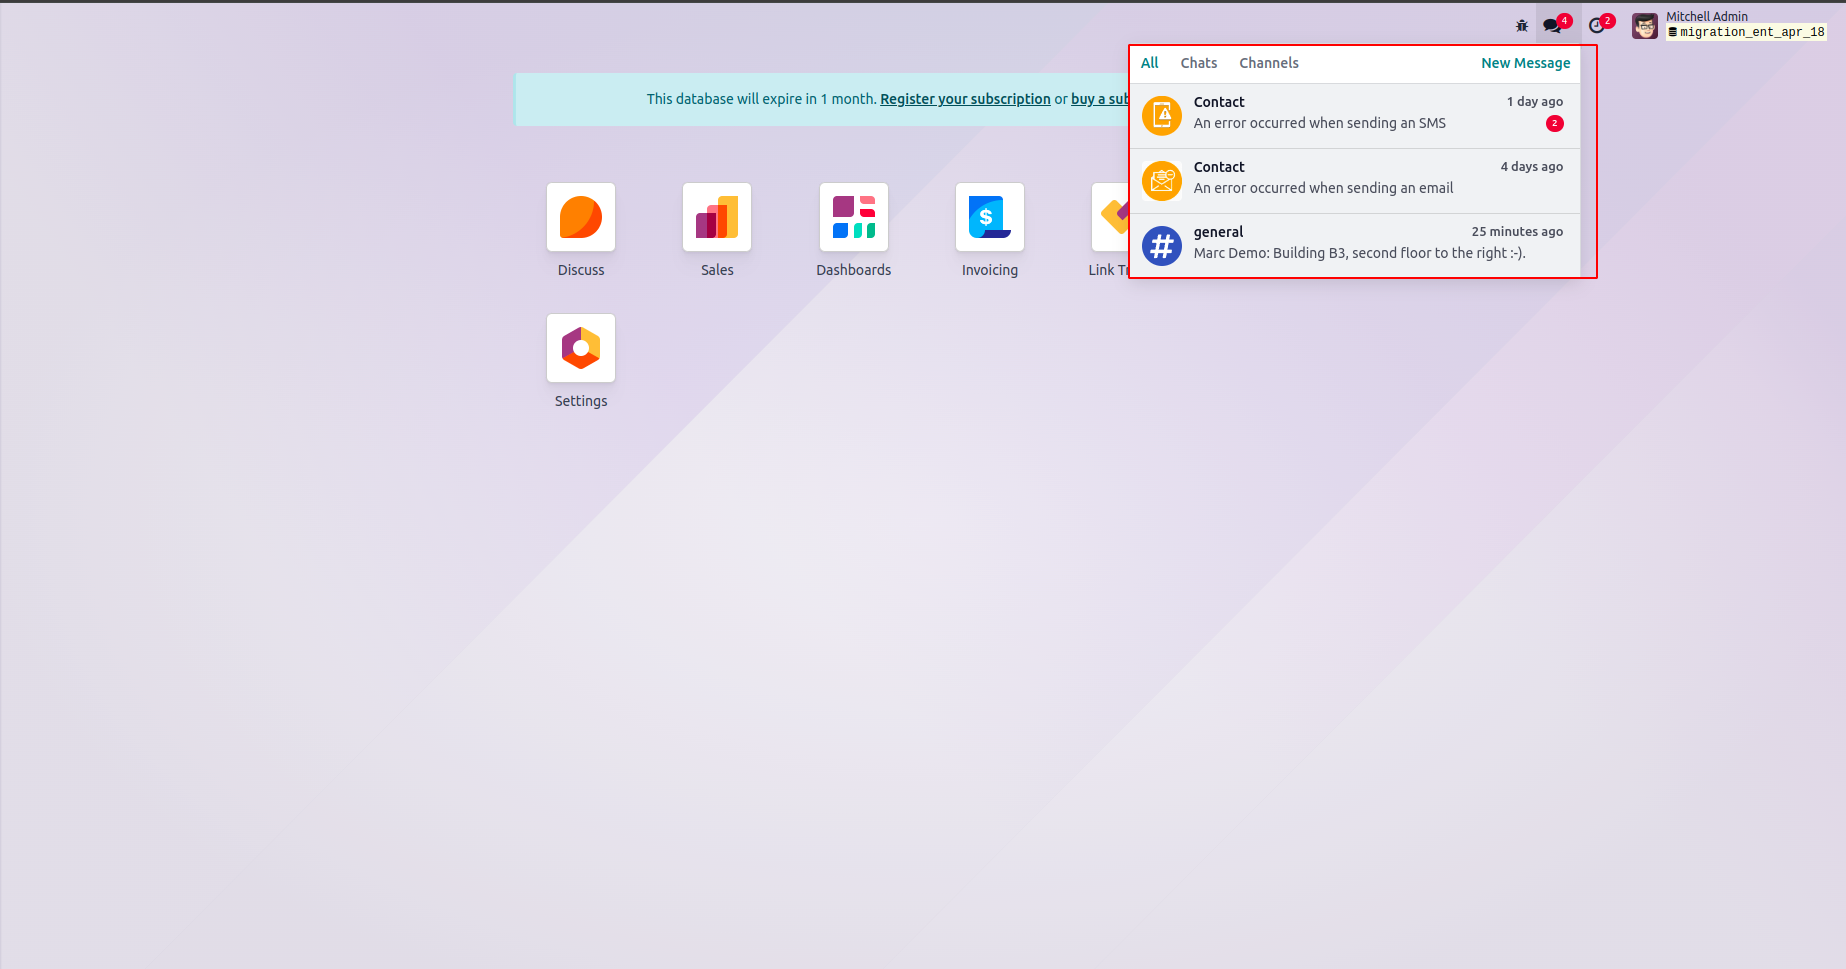 4
2
Mitchell Admin
migration_ent_apr_18
All Chats Channels New Message
This database will expire in 1 month. Register your subscription or buy a sub
Contact 1 day ago
An error occurred when sending an SMS 2
Contact 4 days ago
An error occurred when sending an email
general 25 minutes ago
Marc Demo: Building B3, second floor to the right :-).
Discuss
Sales
Dashboards
Invoicing
Link Tr
Settings